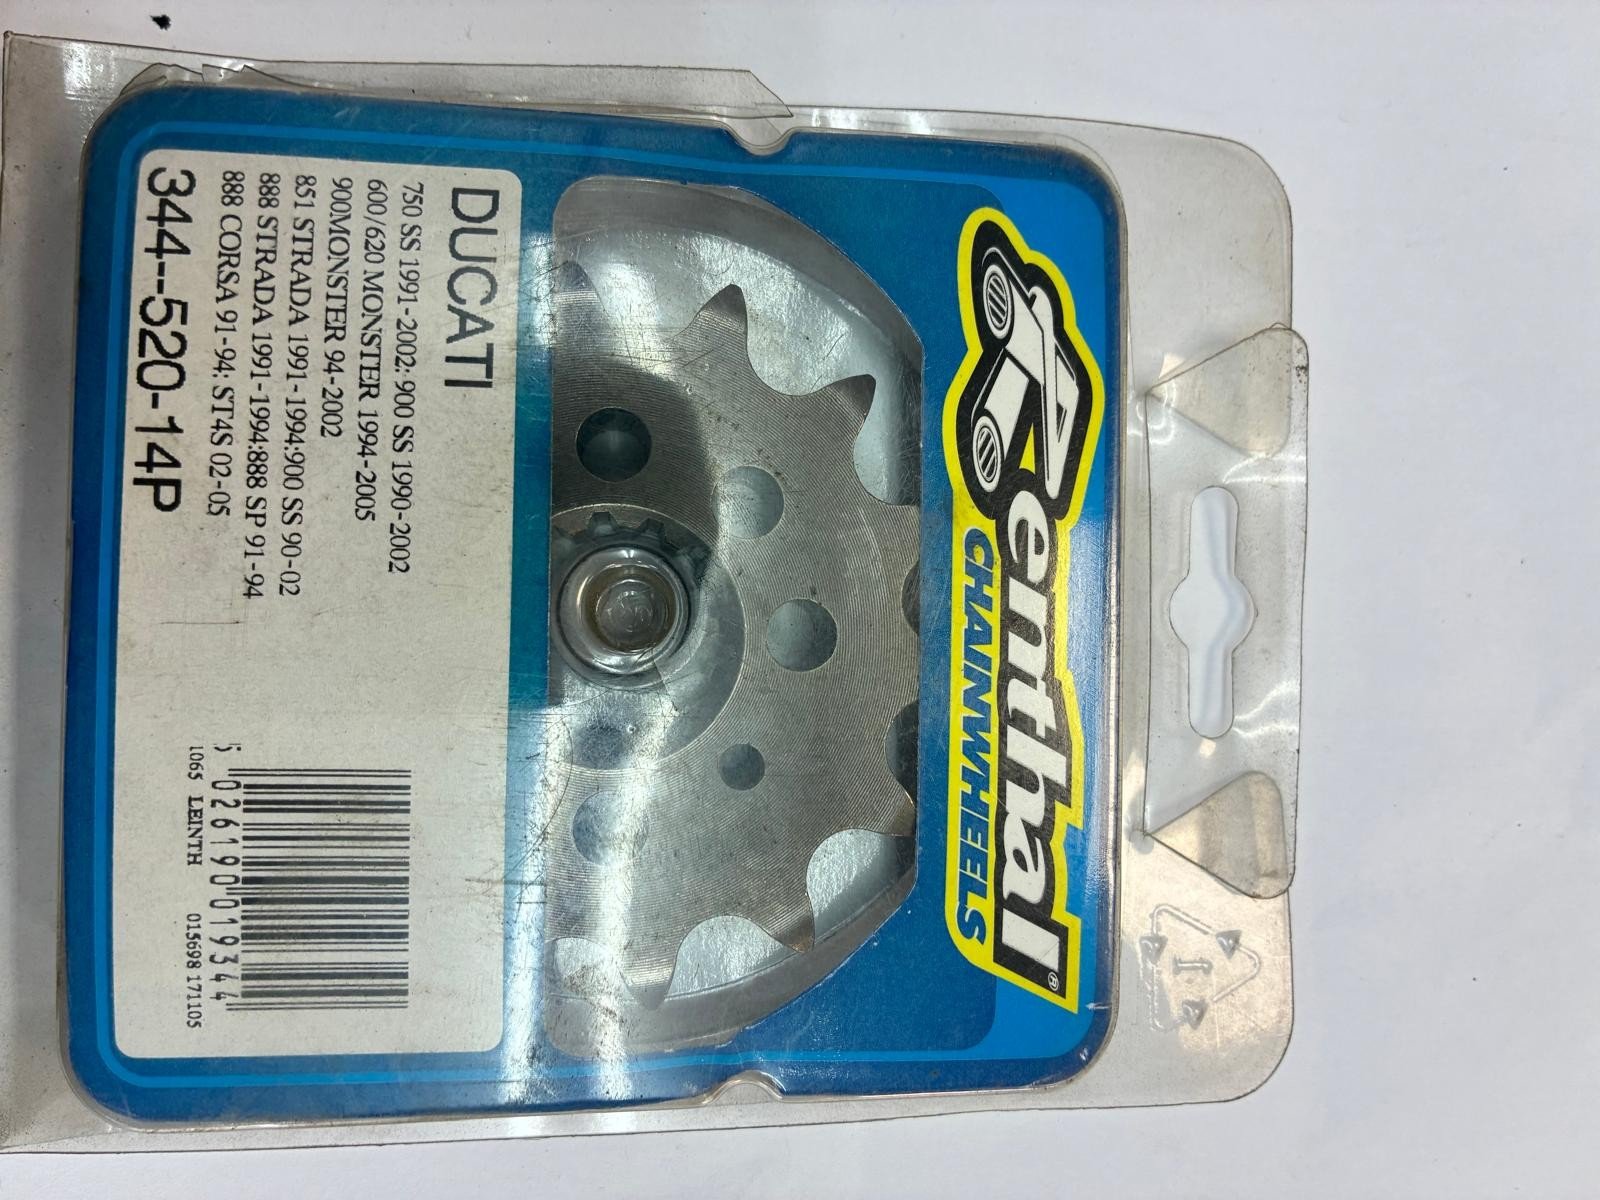 Renthal®
CHAINWHEELS
DUCATI
750 SS 1991-2002: 900 SS 1990-2002
600/620 MONSTER 1994-2005
900MONSTER 94-2002
851 STRADA 1991-1994:900 SS 90-02
888 STRADA 1991-1994:888 SP 91-94
888 CORSA 91-94: ST4S 02-05
344--520-14P
5 026190 019344
1065 LEINTH 015698 171105